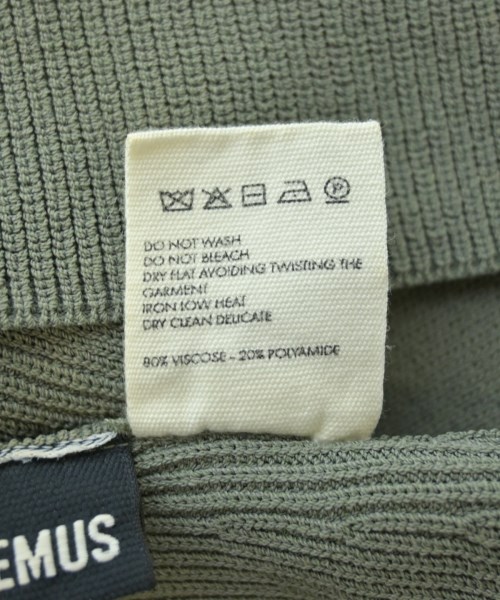 P
DO NOT WASH
DO NOT BLEACH
DRY FLAT AVOIDING TWISTING THE
GARMENT
IRON LOW HEAT
DRY CLEAN DELICATE
80% VISCOSE - 20% POLYAMIDE
EMUS